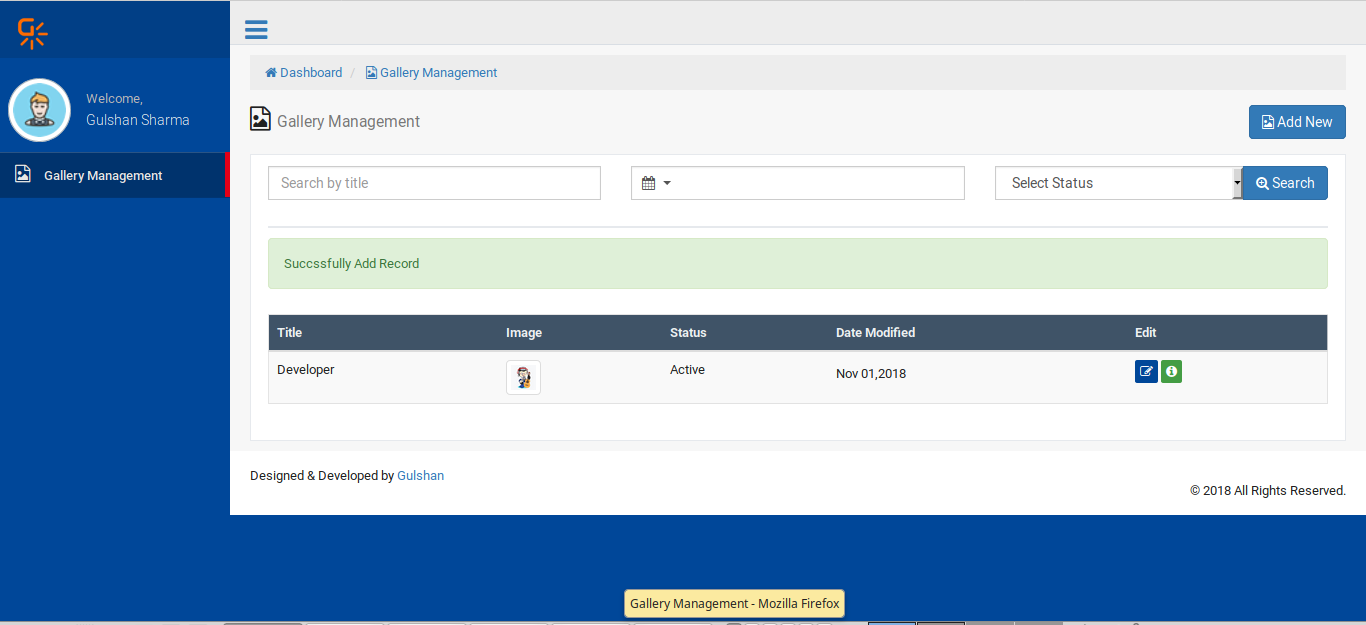 Welcome,
Gulshan Sharma
Gallery Management
Dashboard / Gallery Management
Gallery Management
Add New
Search by title
Select Status
Search
Succssfully Add Record
Title Image Status Date Modified Edit
Developer Active Nov 01,2018
Designed & Developed by Gulshan
© 2018 All Rights Reserved.
Gallery Management - Mozilla Firefox